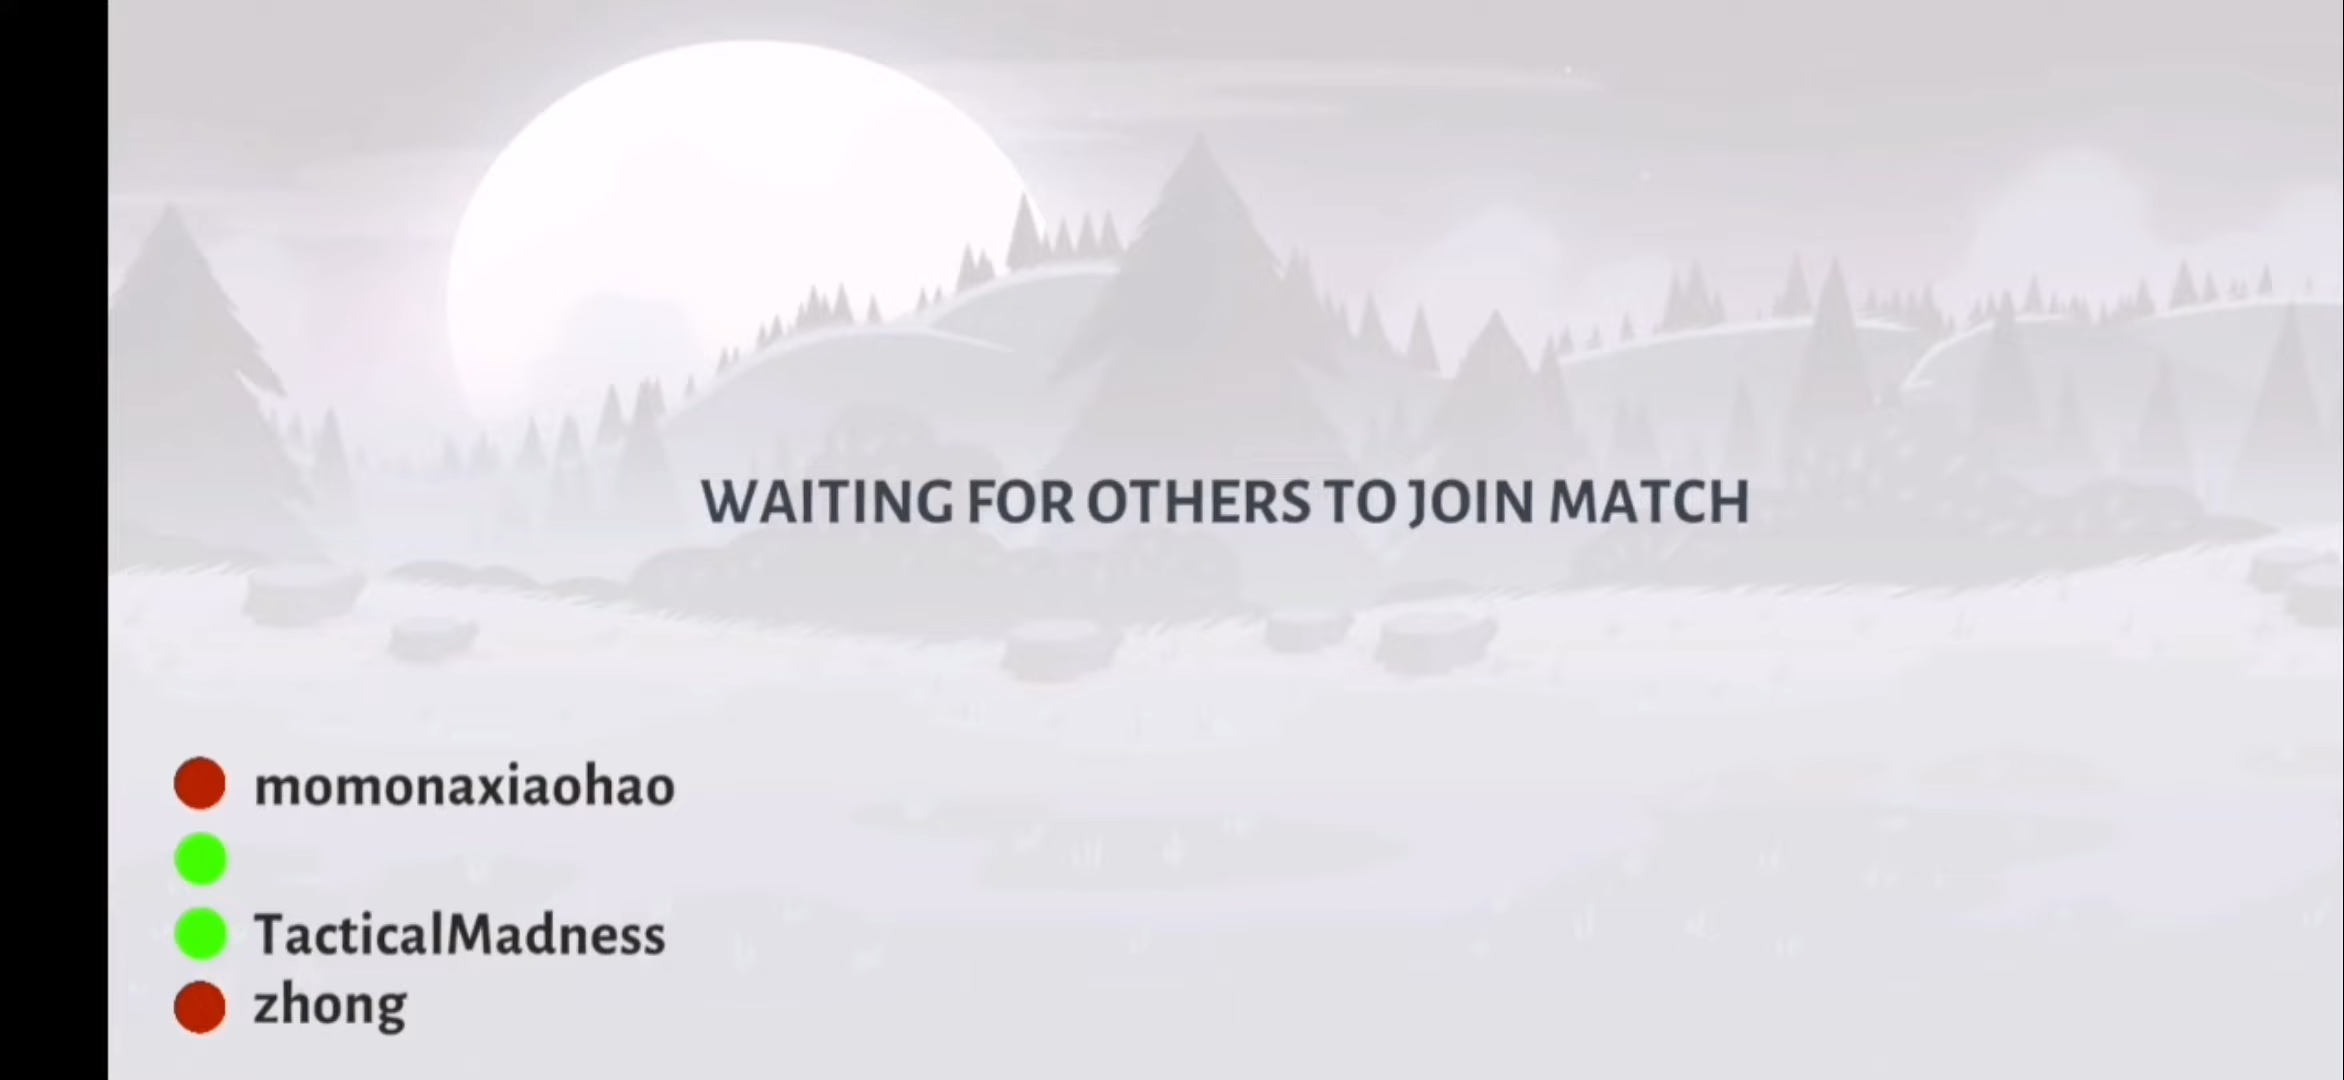 WAITING FOR OTHERS TO JOIN MATCH
momonaxiaohao
TacticalMadness
zhong